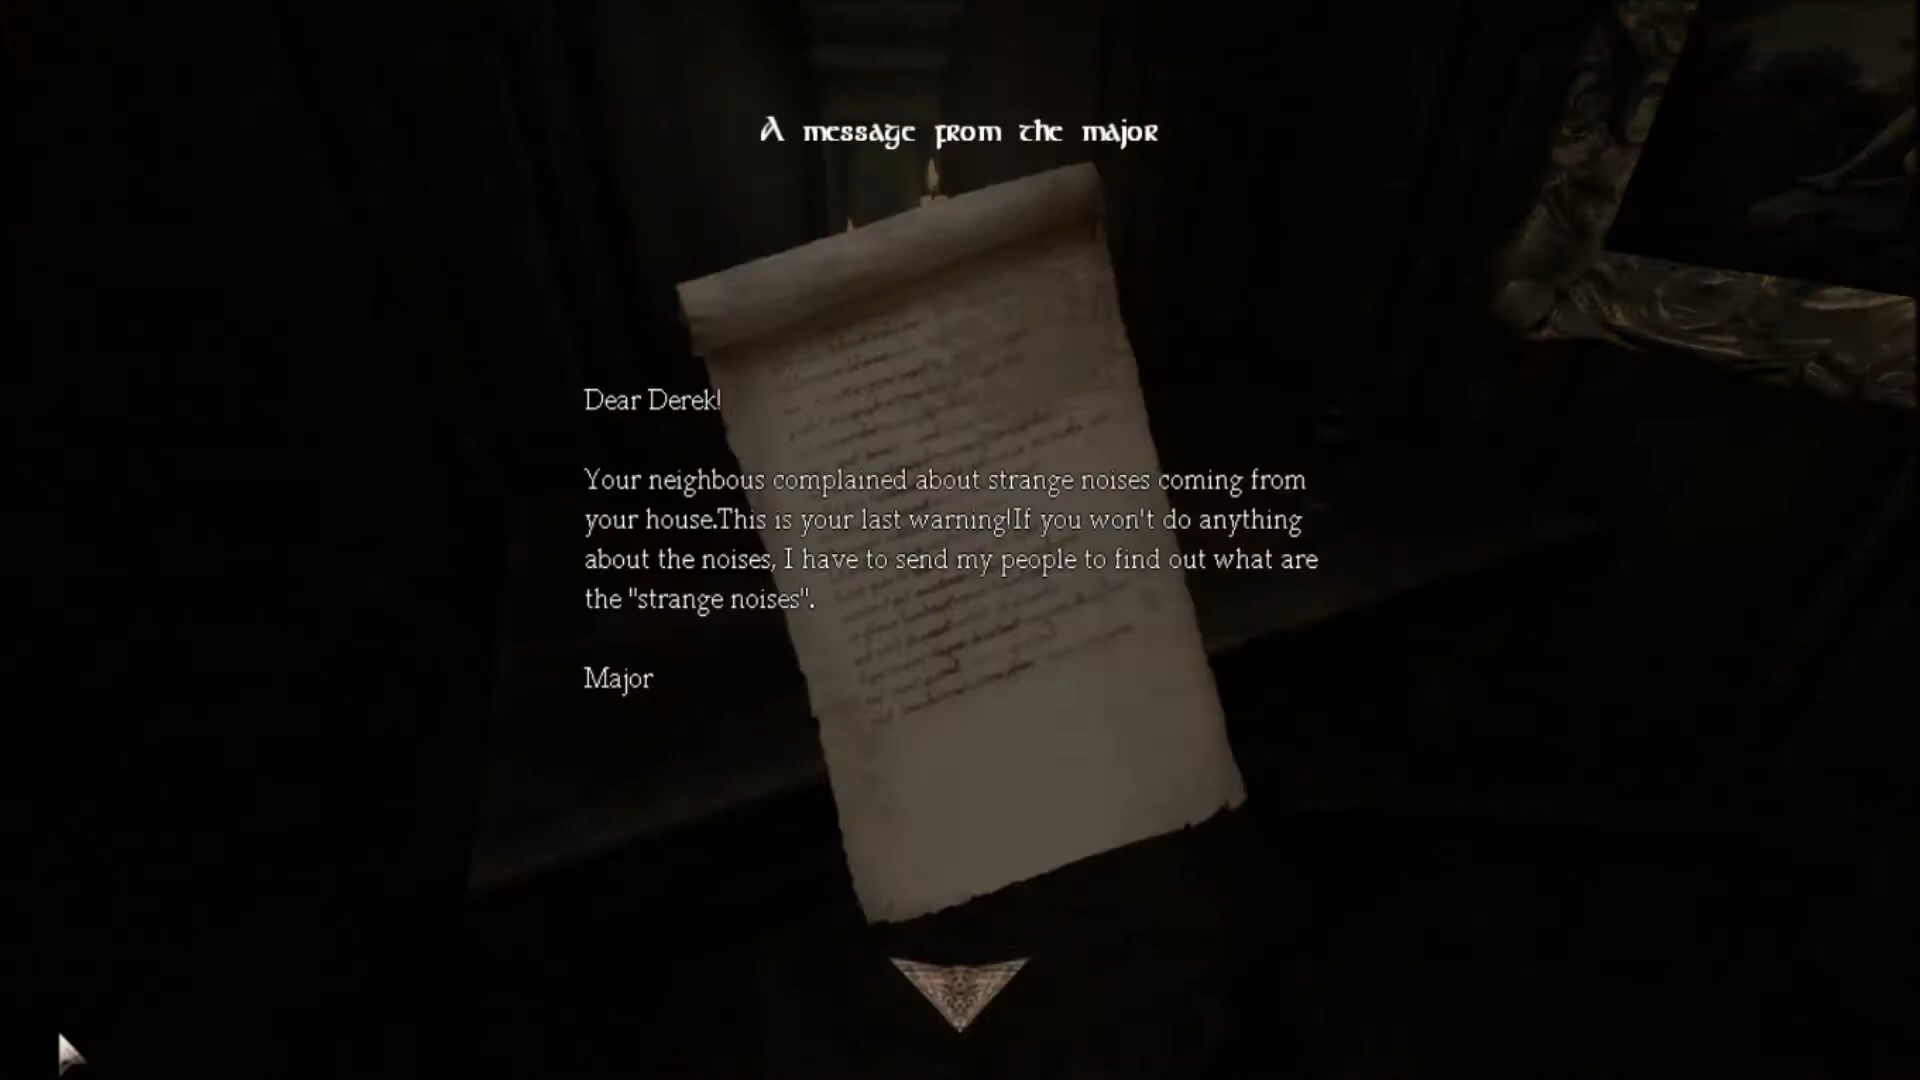 A message from the major
Dear Derek!
Your neighbous complained about strange noises coming from
your house.This is your last warning!If you won't do anything
about the noises, I have to send my people to find out what are
the "strange noises".
Major